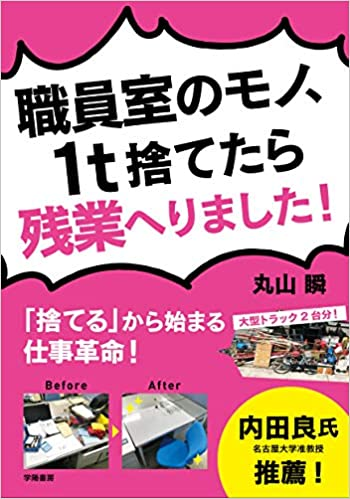 職員室のモノ、
1t捨てたら
残業へりました！
丸山 瞬
「捨てる」から始まる
仕事革命！
大型トラック2台分！
Before
After
内田良氏
名古屋大学准教授
推薦！
学陽書房